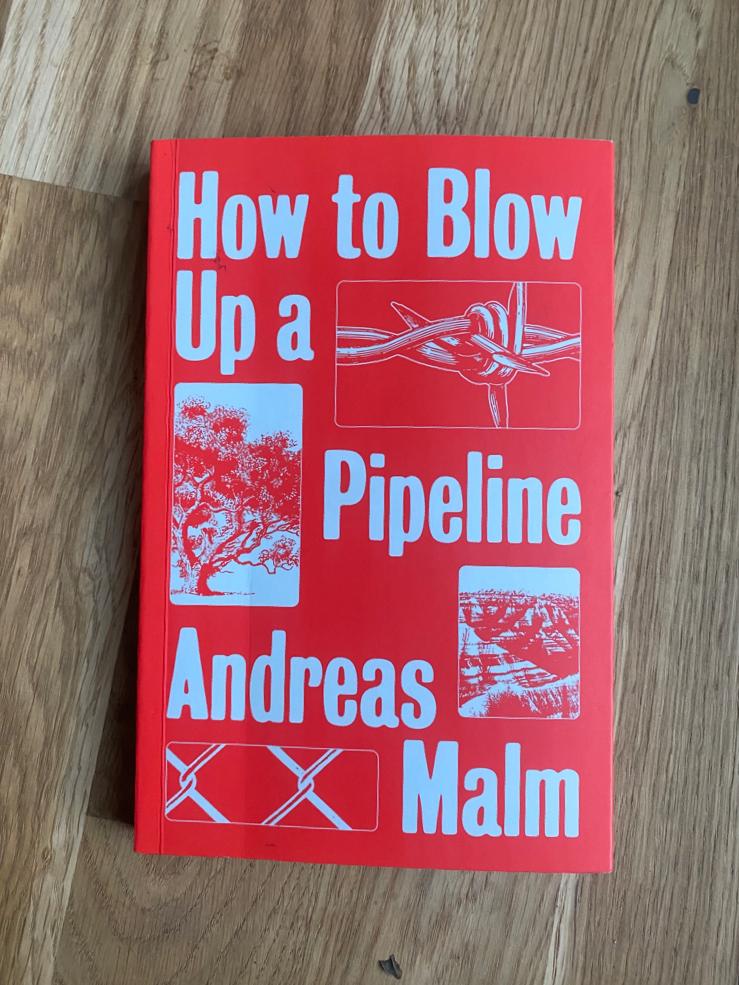 How to Blow
Up a
Pipeline
Andreas
Malm